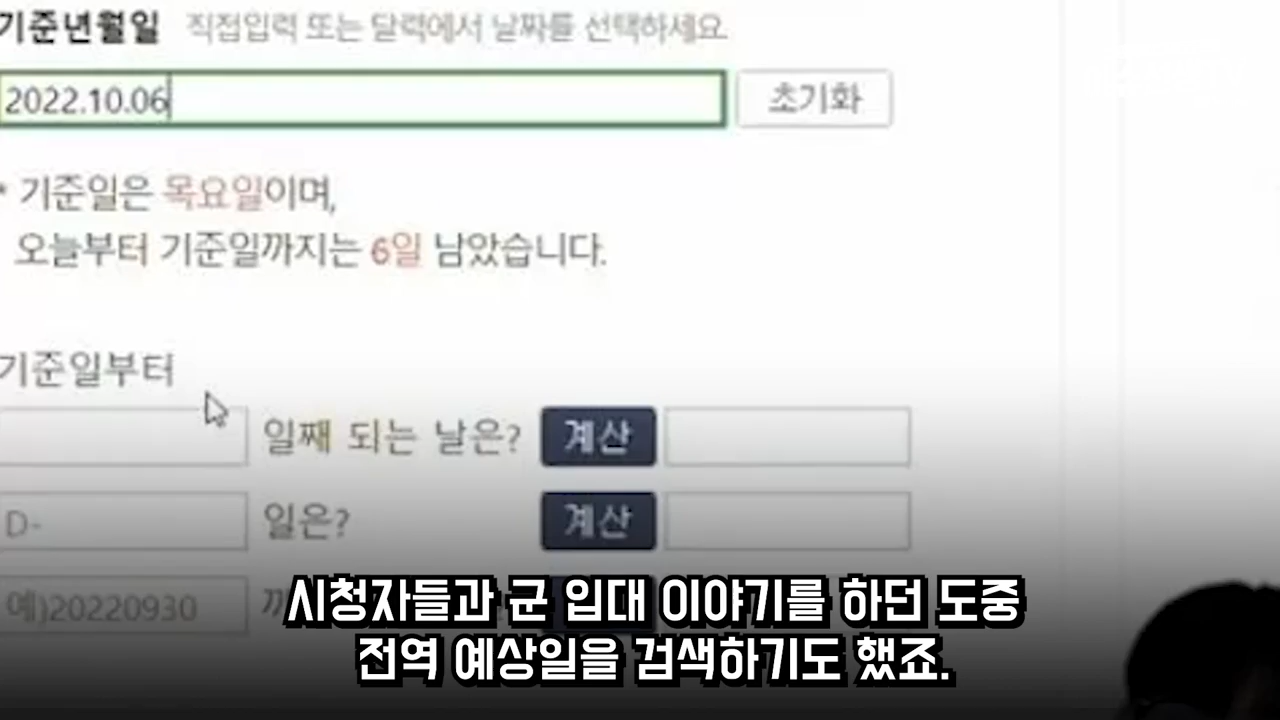 기준년월일 직접입력 또는 달력에서 날짜를 선택하세요.
2022.10.06 초기화
* 기준일은 목요일이며,
오늘부터 기준일까지는 6일 남았습니다.
기준일부터
일째 되는 날은? 계산
D- 일은? 계산
예)20220930
시청자들과 군 입대 이야기를 하던 도중
전역 예상일을 검색하기도 했죠.